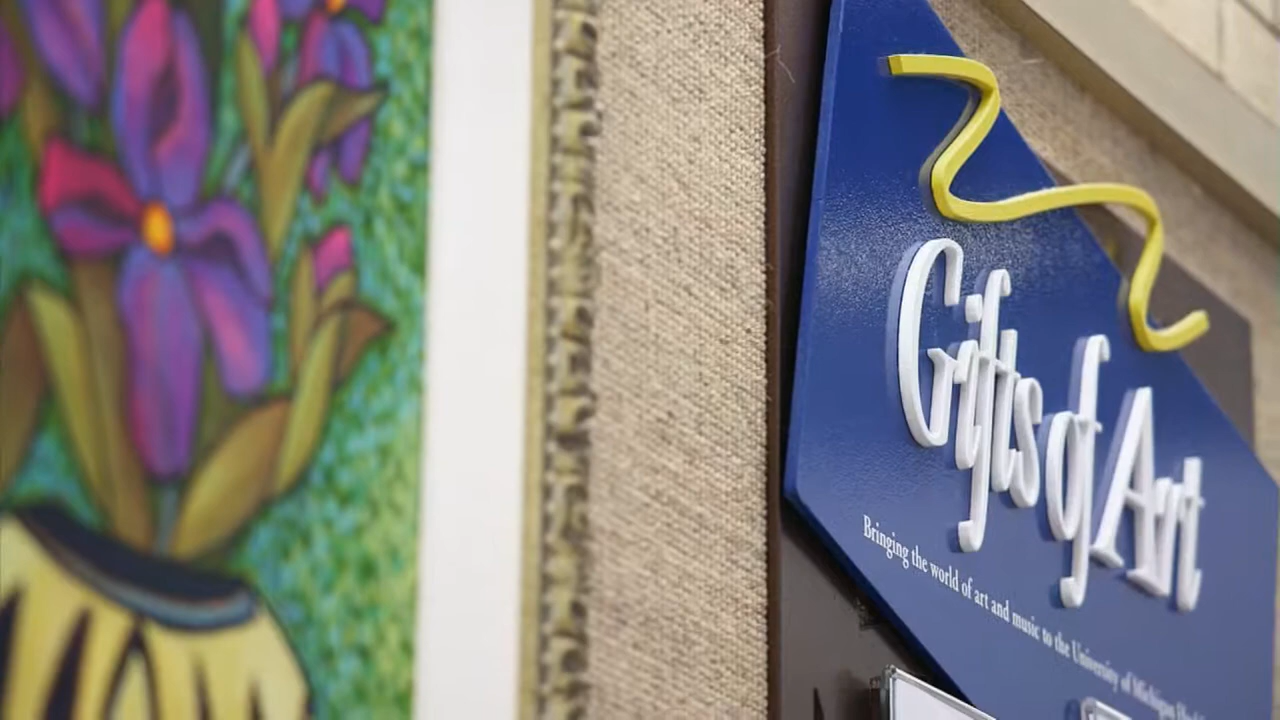 Gifts of Art
Bringing the world of art and music to the University of Michigan